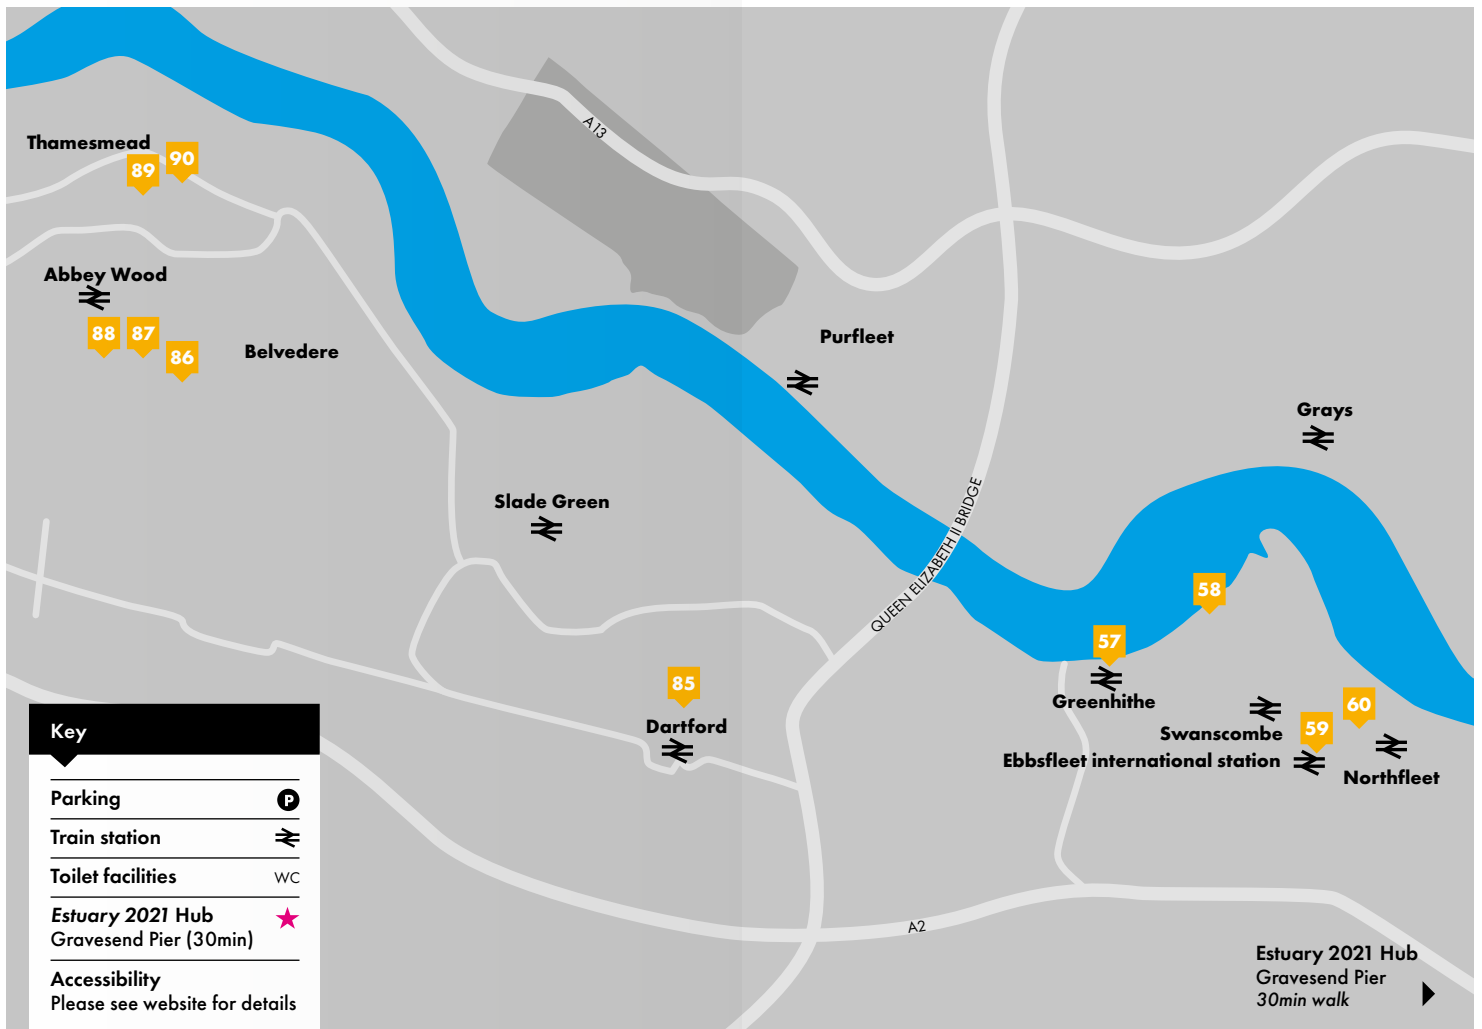 A13
Thamesmead
89
90
Abbey Wood
88
87
86
Belvedere
Purfleet
Grays
Slade Green
QUEEN ELIZABETH II BRIDGE
58
57
Greenhithe
85
Dartford
Swanscombe
59
60
Ebbsfleet international station
Northfleet
A2
Key
Parking P
Train station
Toilet facilities WC
Estuary 2021 Hub
Gravesend Pier (30min)
Accessibility
Please see website for details
Estuary 2021 Hub
Gravesend Pier
30min walk